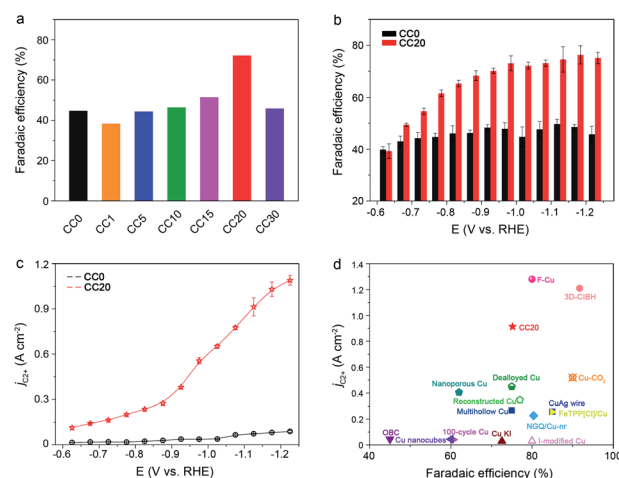 a
Faradaic efficiency (%)
80
60
40
20
0
CC0
CC1
CC5
CC10
CC15
CC20
CC30
b
Faradaic efficiency (%)
100
80
60
40
20
CC0
CC20
-0.6
-0.7
-0.8
-0.9
-1.0
-1.1
-1.2
E (V vs. RHE)
c
jC2+ (A cm-2)
1.2
0.9
0.6
0.3
0
CC0
CC20
-0.6
-0.7
-0.8
-0.9
-1.0
-1.1
-1.2
E (V vs. RHE)
d
jC2+ (A cm-2)
1.4
1.2
1.0
0.8
0.6
0.4
0.2
0.0
F-Cu
3D-CIBH
CC20
Dealloyed Cu
Cu-CO2
Nanoporous Cu
Reconstructed Cu
CuAg wire
Multihollow Cu
FeTPP[Cl]/Cu
NGQ/Cu-nr
OBC
100-cycle Cu
Cu nanocubes
Cu KI
I-modified Cu
40
60
80
100
Faradaic efficiency (%)